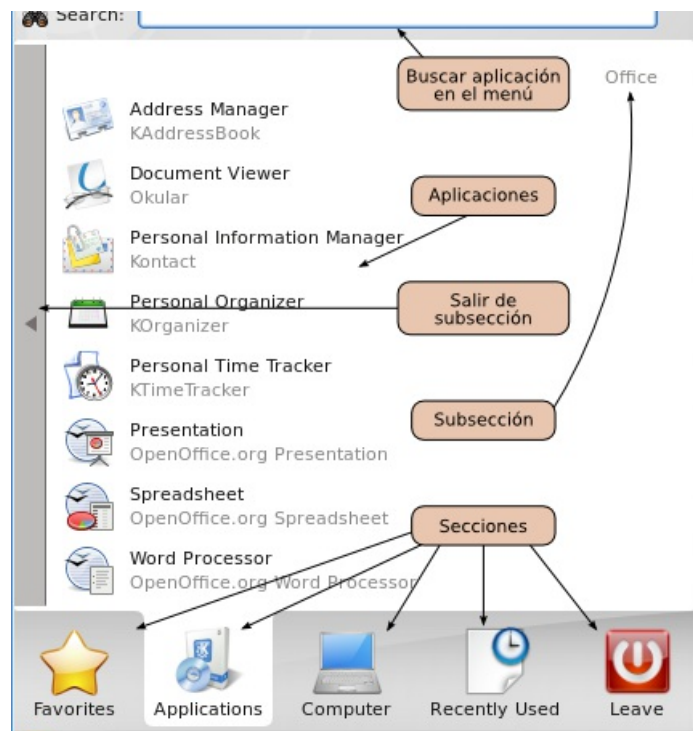 Search:
Buscar aplicación
en el menú
Office
Address Manager
KAddressBook
Document Viewer
Okular
Aplicaciones
Personal Information Manager
Kontact
Salir de
subsección
Personal Organizer
KOrganizer
Personal Time Tracker
KTimeTracker
Subsección
Presentation
OpenOffice.org Presentation
Spreadsheet
OpenOffice.org Spreadsheet
Secciones
Word Processor
OpenOffice.org Word Processor
Favorites
Applications
Computer
Recently Used
Leave